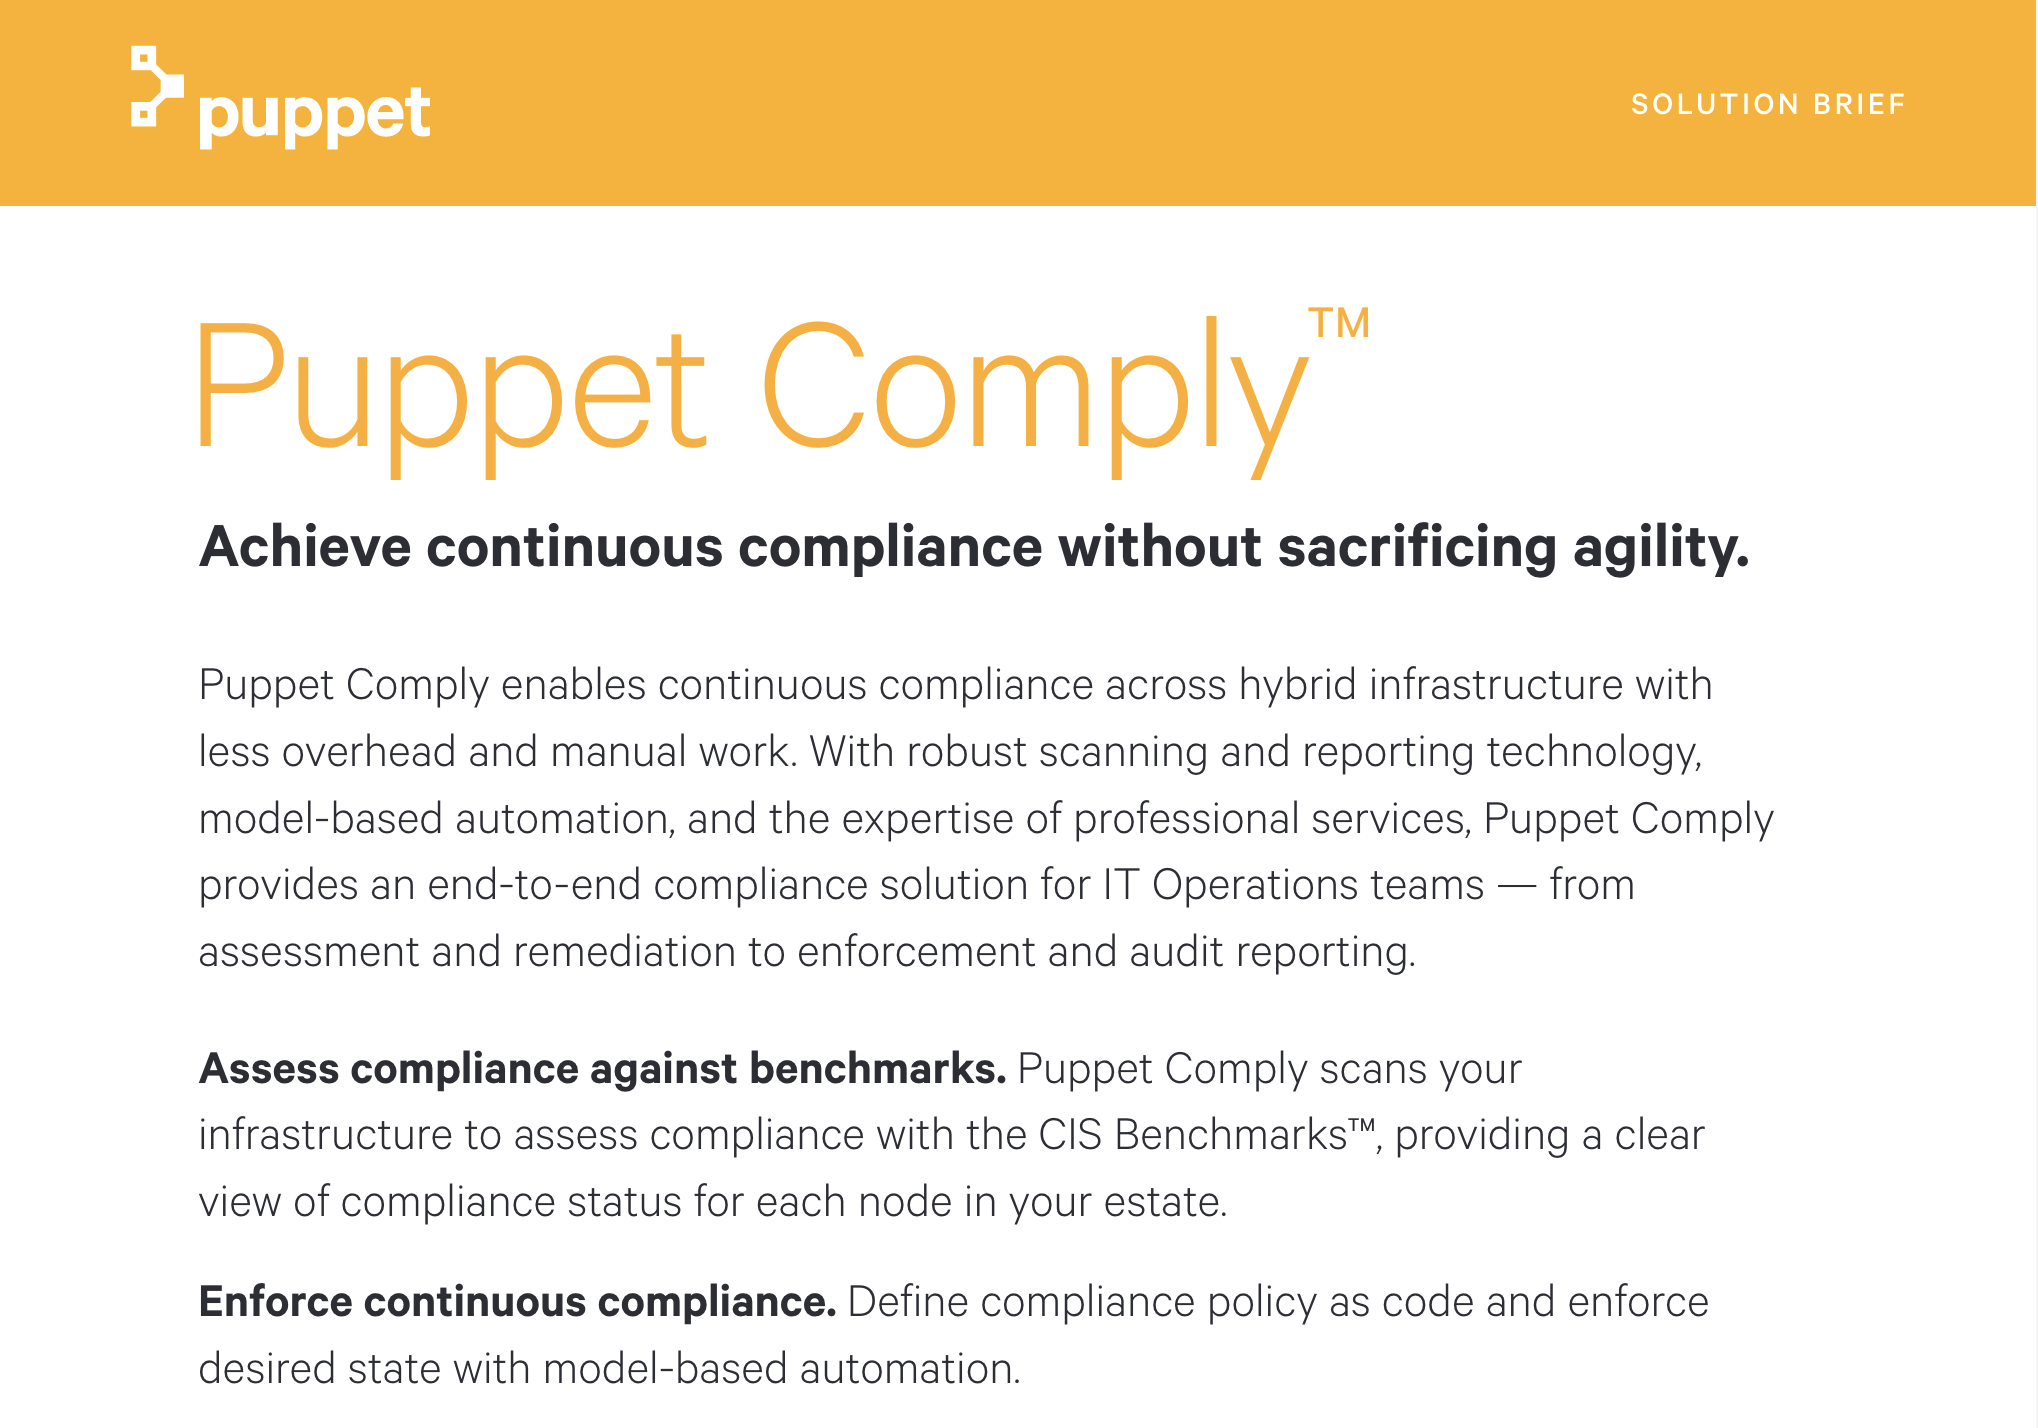 puppet
SOLUTION BRIEF
Puppet Comply™
Achieve continuous compliance without sacrificing agility.
Puppet Comply enables continuous compliance across hybrid infrastructure with
less overhead and manual work. With robust scanning and reporting technology,
model-based automation, and the expertise of professional services, Puppet Comply
provides an end-to-end compliance solution for IT Operations teams — from
assessment and remediation to enforcement and audit reporting.
Assess compliance against benchmarks. Puppet Comply scans your
infrastructure to assess compliance with the CIS Benchmarks™, providing a clear
view of compliance status for each node in your estate.
Enforce continuous compliance. Define compliance policy as code and enforce
desired state with model-based automation.